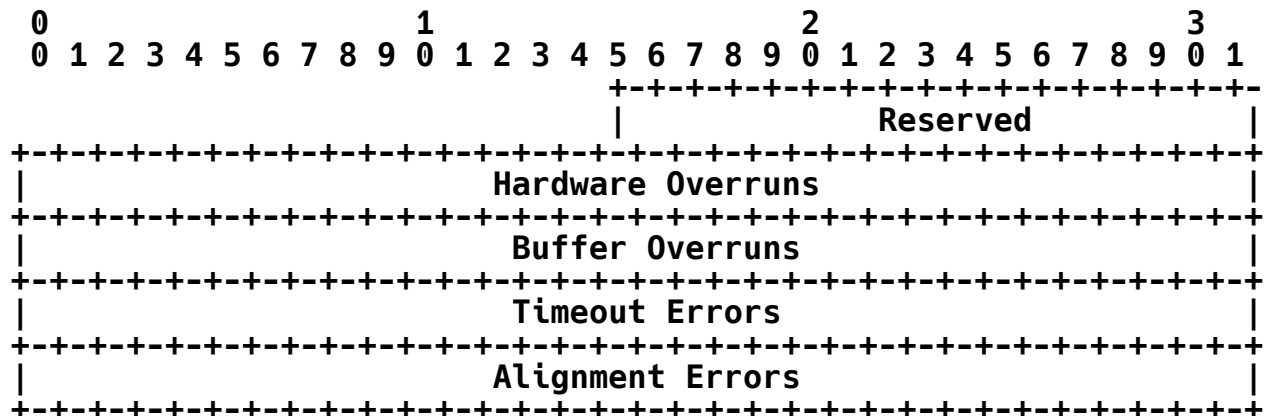 0                   1                   2                   3
 0 1 2 3 4 5 6 7 8 9 0 1 2 3 4 5 6 7 8 9 0 1 2 3 4 5 6 7 8 9 0 1
                               +-+-+-+-+-+-+-+-+-+-+-+-+-+-+-+-+-
                               |             Reserved           |
+-+-+-+-+-+-+-+-+-+-+-+-+-+-+-+-+-+-+-+-+-+-+-+-+-+-+-+-+-+-+-+-+
|                        Hardware Overruns                      |
+-+-+-+-+-+-+-+-+-+-+-+-+-+-+-+-+-+-+-+-+-+-+-+-+-+-+-+-+-+-+-+-+
|                         Buffer Overruns                       |
+-+-+-+-+-+-+-+-+-+-+-+-+-+-+-+-+-+-+-+-+-+-+-+-+-+-+-+-+-+-+-+-+
|                         Timeout Errors                        |
+-+-+-+-+-+-+-+-+-+-+-+-+-+-+-+-+-+-+-+-+-+-+-+-+-+-+-+-+-+-+-+-+
|                        Alignment Errors                       |
+-+-+-+-+-+-+-+-+-+-+-+-+-+-+-+-+-+-+-+-+-+-+-+-+-+-+-+-+-+-+-+-+